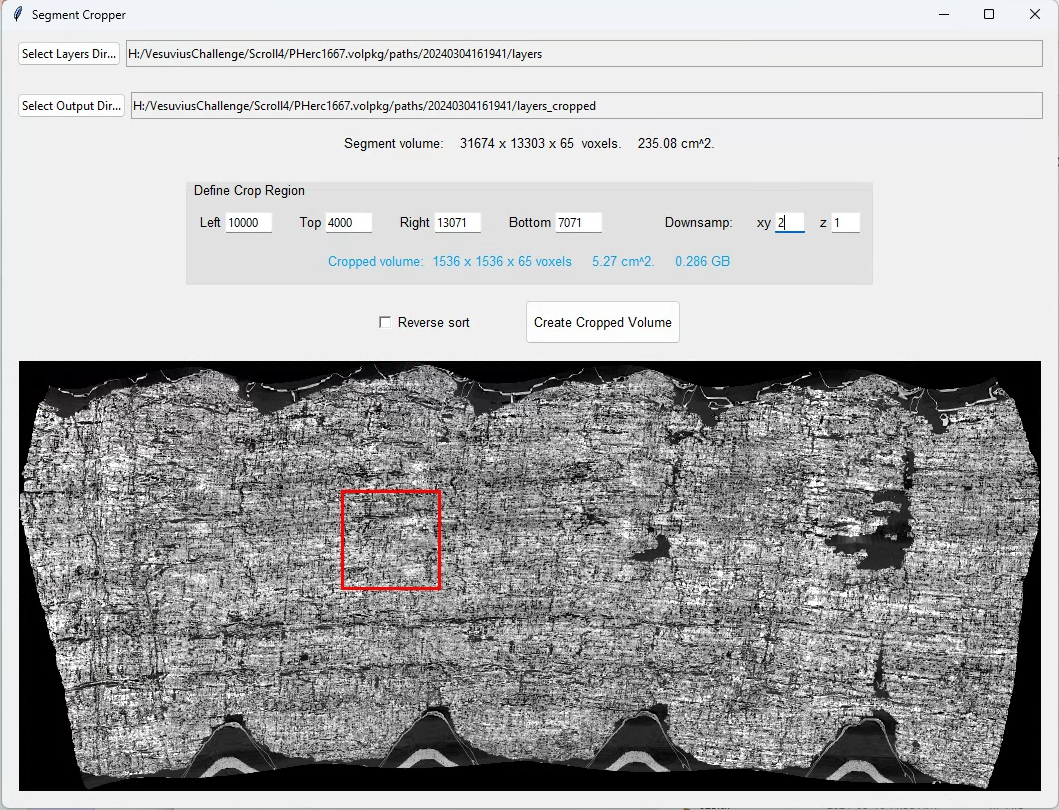 Segment Cropper
Select Layers Dir... H:/VesuviusChallenge/Scroll4/PHerc1667.volpkg/paths/20240304161941/layers
Select Output Dir... H:/VesuviusChallenge/Scroll4/PHerc1667.volpkg/paths/20240304161941/layers_cropped
Segment volume: 31674 x 13303 x 65 voxels. 235.08 cm^2.
Define Crop Region
Left 10000 Top 4000 Right 13071 Bottom 7071 Downsamp: xy 2 z 1
Cropped volume: 1536 x 1536 x 65 voxels 5.27 cm^2. 0.286 GB
Reverse sort Create Cropped Volume